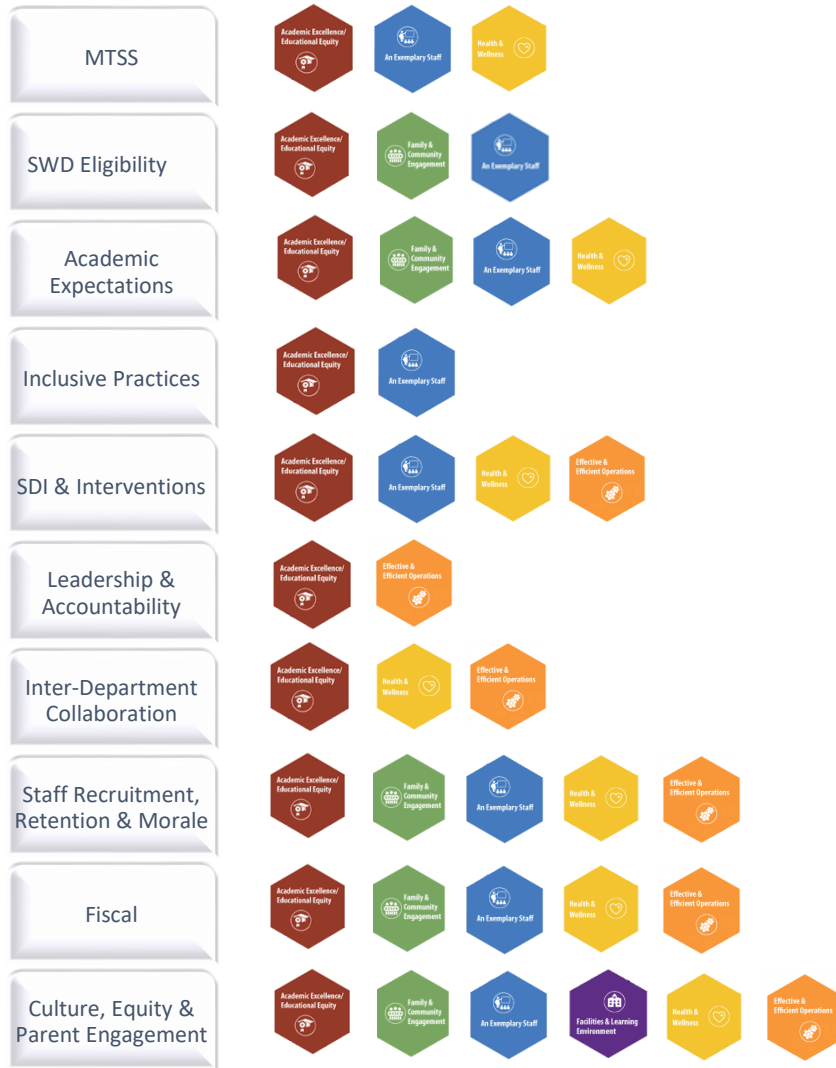 MTSS
Academic Excellence/
Educational Equity
An Exemplary Staff
Health &
Wellness
SWD Eligibility
Academic Excellence/
Educational Equity
Family &
Community
Engagement
An Exemplary Staff
Academic
Expectations
Academic Excellence/
Educational Equity
Family &
Community
Engagement
An Exemplary Staff
Health &
Wellness
Inclusive Practices
Academic Excellence/
Educational Equity
An Exemplary Staff
SDI & Interventions
Academic Excellence/
Educational Equity
An Exemplary Staff
Health &
Wellness
Effective &
Efficient Operations
Leadership &
Accountability
Academic Excellence/
Educational Equity
Effective &
Efficient Operations
Inter-Department
Collaboration
Academic Excellence/
Educational Equity
Health &
Wellness
Effective &
Efficient Operations
Staff Recruitment,
Retention & Morale
Academic Excellence/
Educational Equity
Family &
Community
Engagement
An Exemplary Staff
Health &
Wellness
Effective &
Efficient Operations
Fiscal
Academic Excellence/
Educational Equity
Family &
Community
Engagement
An Exemplary Staff
Health &
Wellness
Effective &
Efficient Operations
Culture, Equity &
Parent Engagement
Academic Excellence/
Educational Equity
Family &
Community
Engagement
An Exemplary Staff
Facilities & Learning
Environment
Health &
Wellness
Effective &
Efficient Operations